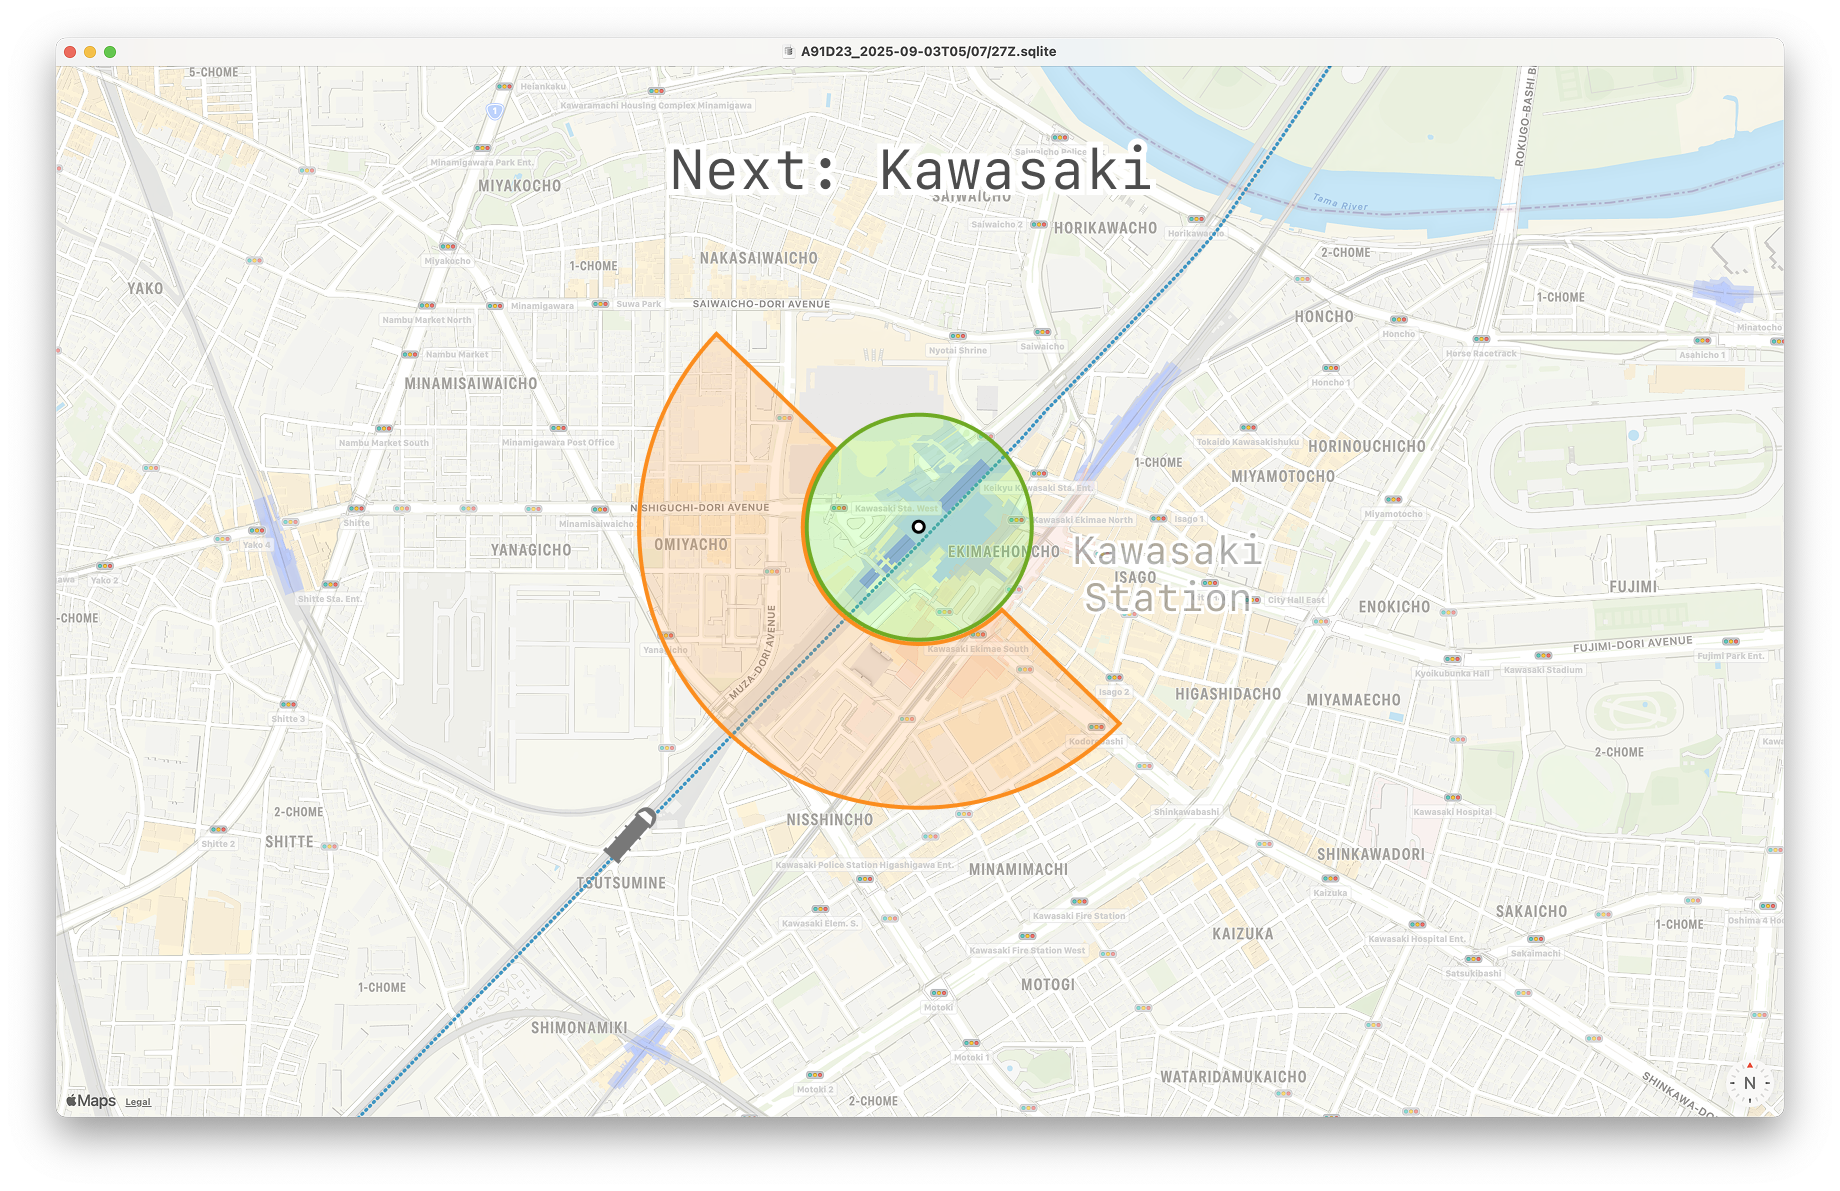 A91D23_2025-09-03T05/07/27Z.sqlite
5-CHOME
Heiankaku
Kawaramachi Housing Complex Minamigawa
1
ROKUGO-BASHI B
Minamigawara Park Ent.
Saiwaicho Police
Next: Kawasaki
MIYAKOCHO
SAIWAICHO
Tama River
Saiwaicho 2
HORIKAWACHO
Horikawacho
2-CHOME
Miyakocho
1-CHOME
NAKASAIWAICHO
YAKO
1-CHOME
Nambu Market North
Minamigawara
Suwa Park
SAIWAICHO-DORI AVENUE
HONCHO
Minatocho
Nambu Market
Nyotai Shrine
Saiwaicho
Honcho
Horse Racetrack
Asahicho 1
MINAMISAIWAICHO
Honcho 1
Nambu Market South
Minamigawara Post Office
Tokaido Kawasakishuku
HORINOUCHICHO
1-CHOME
MIYAMOTOCHO
Keikyu Kawasaki Sta. Ent.
NISHIGUCHI-DORI AVENUE
Kawasaki Sta. West
Shitte
Minamisaiwaicho
Kawasaki Ekimae North
Isago 1
Miyamotocho
Yako 4
YANAGICHO
OMIYACHO
EKIMAEHONCHO
Kawasaki
Station
ISAGO
Yako 2
Shitte Sta. Ent.
City Hall East
ENOKICHO
FUJIMI
-CHOME
MUZA-DORI AVENUE
Yanagicho
Kawasaki Ekimae South
FUJIMI-DORI AVENUE
Kyoikubunka Hall
Kawasaki Stadium
Fujimi Park Ent.
Isago 2
HIGASHIDACHO
MIYAMAECHO
Shitte 3
Kawa
2-CHOME
2-CHOME
NISSHINCHO
Shinkawabashi
Kawasaki Hospital
Shitte 2
SHITTE
Kawasaki Police Station Higashigawa Ent.
MINAMIMACHI
SHINKAWADORI
TSUTSUMINE
Kaizuka
Kawasaki Elem. S.
Kawasaki Fire Station
SAKAICHO
1-CHOME
Oshima 4 Ho
Kawasaki Fire Station West
KAIZUKA
Kawasaki Hospital Ent.
Sakaimachi
Satsukibashi
1-CHOME
MOTOGI
Motoki
SHIMONAMIKI
Motoki 1
WATARIDAMUKAICHO
Motoki 2
2-CHOME
SHINKAWA-DO
N
Maps
Legal